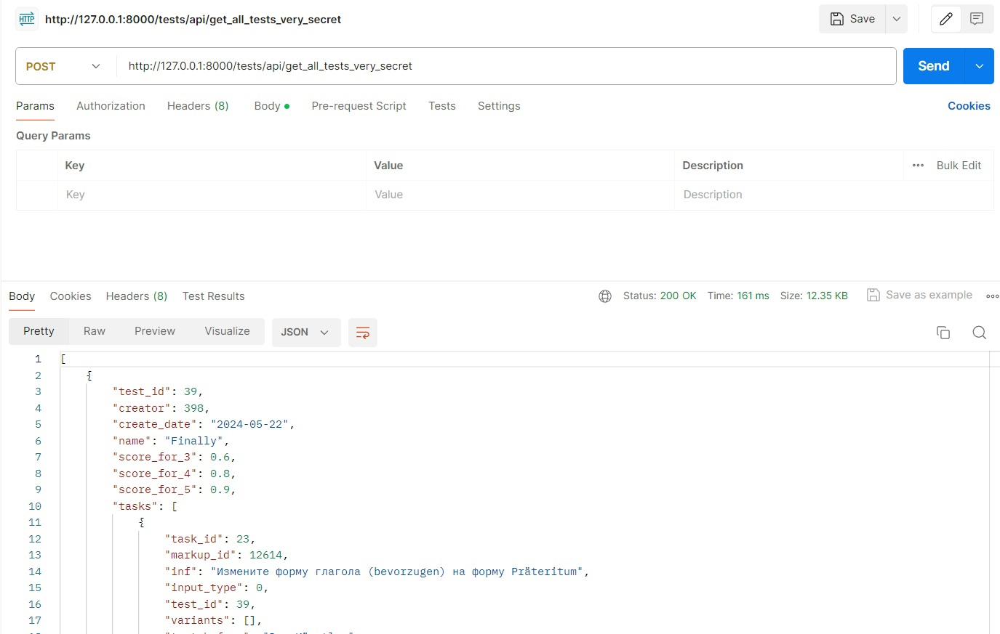 HTTP http://127.0.0.1:8000/tests/api/get_all_tests_very_secret Save
POST http://127.0.0.1:8000/tests/api/get_all_tests_very_secret Send
Params Authorization Headers (8) Body Pre-request Script Tests Settings Cookies
Query Params
Key Value Description ••• Bulk Edit
Key Value Description
Body Cookies Headers (8) Test Results Status: 200 OK Time: 161 ms Size: 12.35 KB Save as example •••
Pretty Raw Preview Visualize JSON
1 [
2 {
3 "test_id": 39,
4 "creator": 398,
5 "create_date": "2024-05-22",
6 "name": "Finally",
7 "score_for_3": 0.6,
8 "score_for_4": 0.8,
9 "score_for_5": 0.9,
10 "tasks": [
11 {
12 "task_id": 23,
13 "markup_id": 12614,
14 "inf": "Измените форму глагола (bevorzugen) на форму Präteritum",
15 "input_type": 0,
16 "test_id": 39,
17 "variants": [],